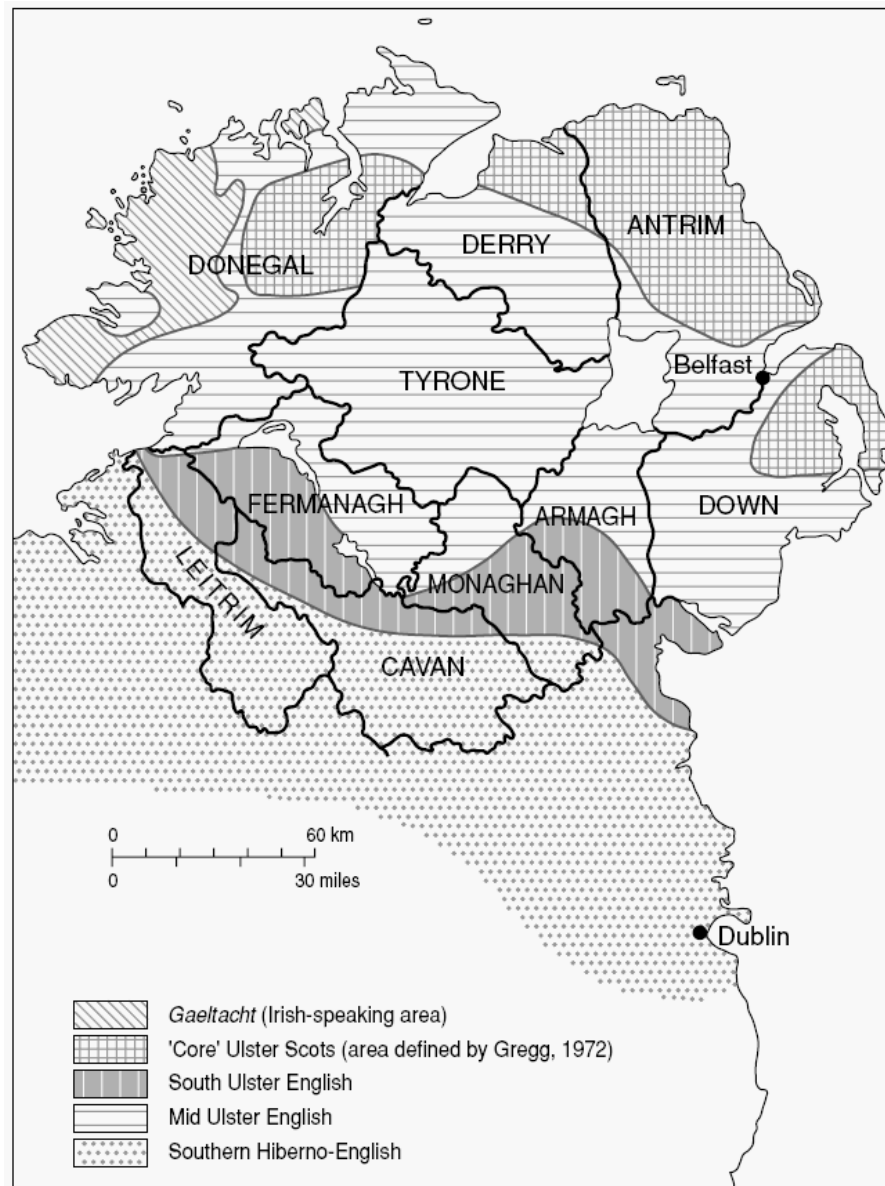 ANTRIM
DERRY
DONEGAL
Belfast
TYRONE
FERMANAGH
ARMAGH
DOWN
LEITRIM
MONAGHAN
CAVAN
0 60 km
0 30 miles
Dublin
Gaeltacht (Irish-speaking area)
'Core' Ulster Scots (area defined by Gregg, 1972)
South Ulster English
Mid Ulster English
Southern Hiberno-English